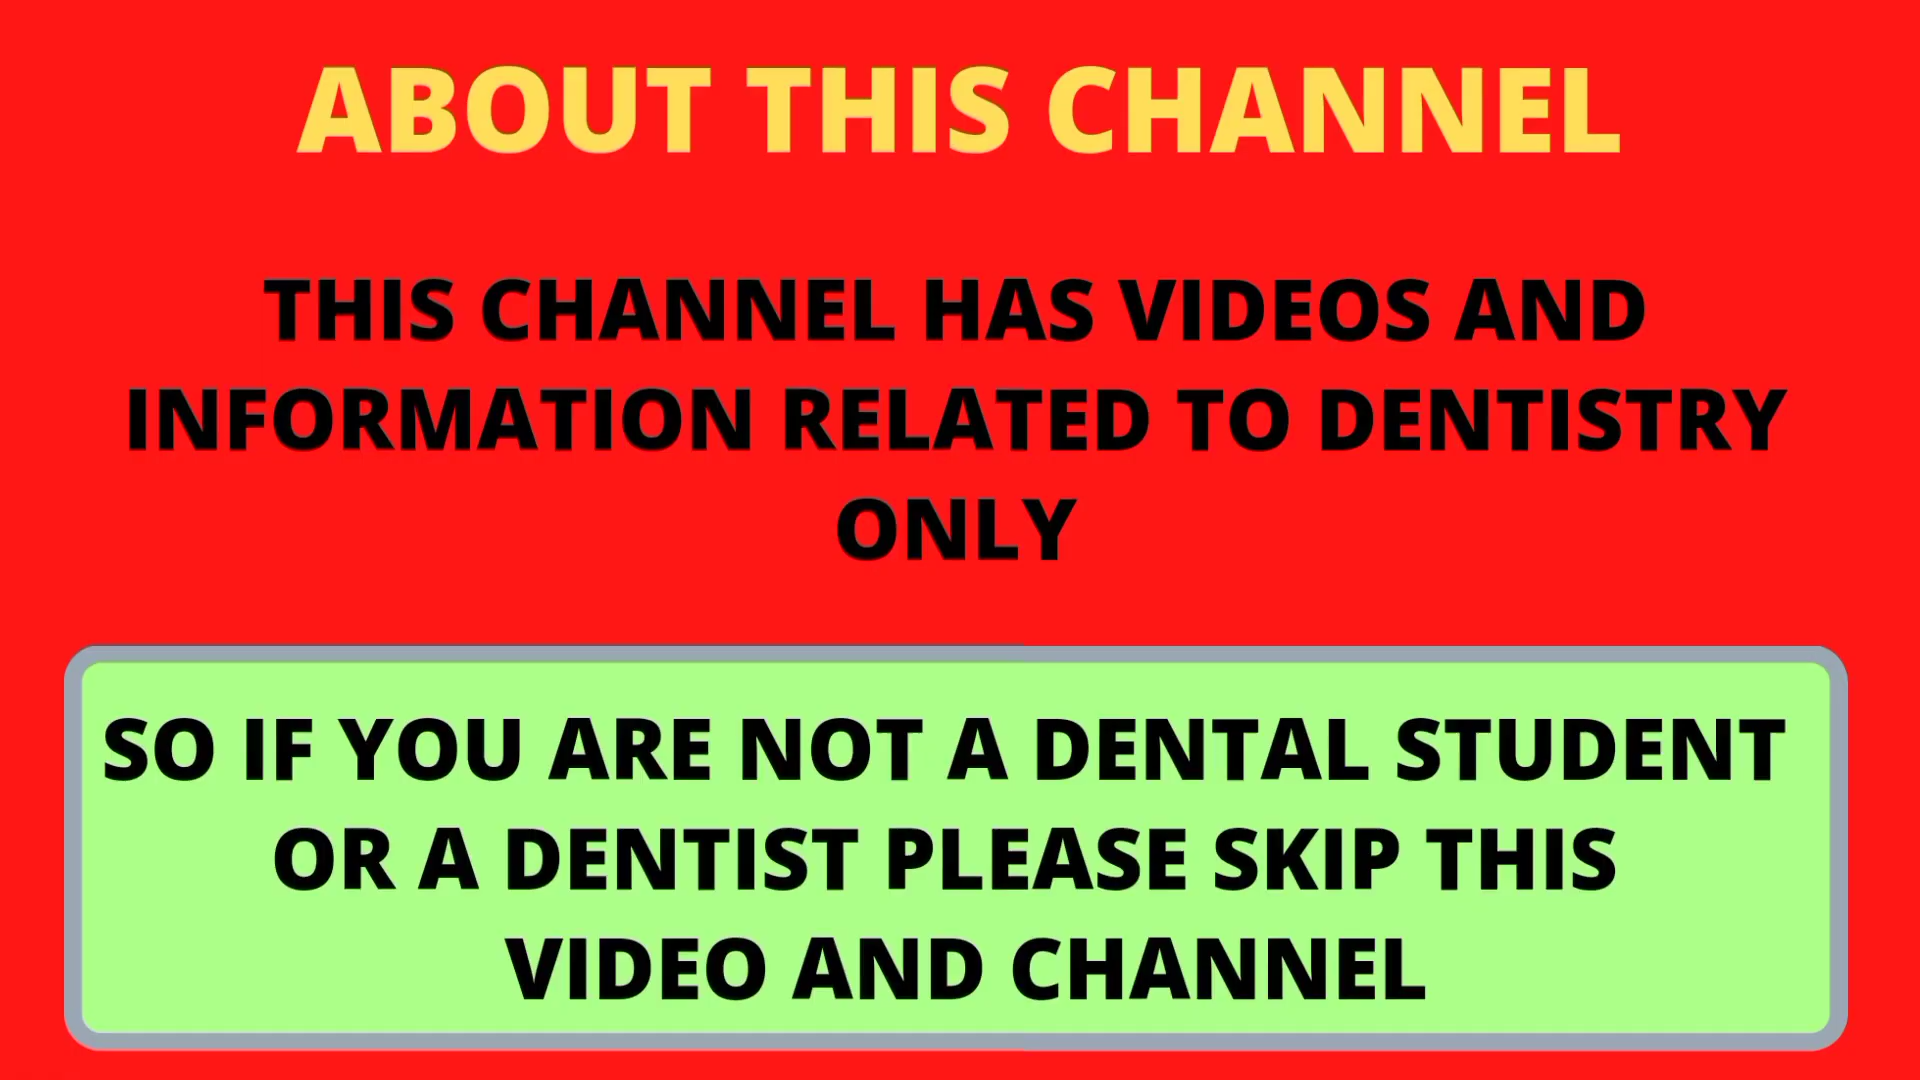 ABOUT THIS CHANNEL
THIS CHANNEL HAS VIDEOS AND
INFORMATION RELATED TO DENTISTRY
ONLY
SO IF YOU ARE NOT A DENTAL STUDENT
OR A DENTIST PLEASE SKIP THIS
VIDEO AND CHANNEL